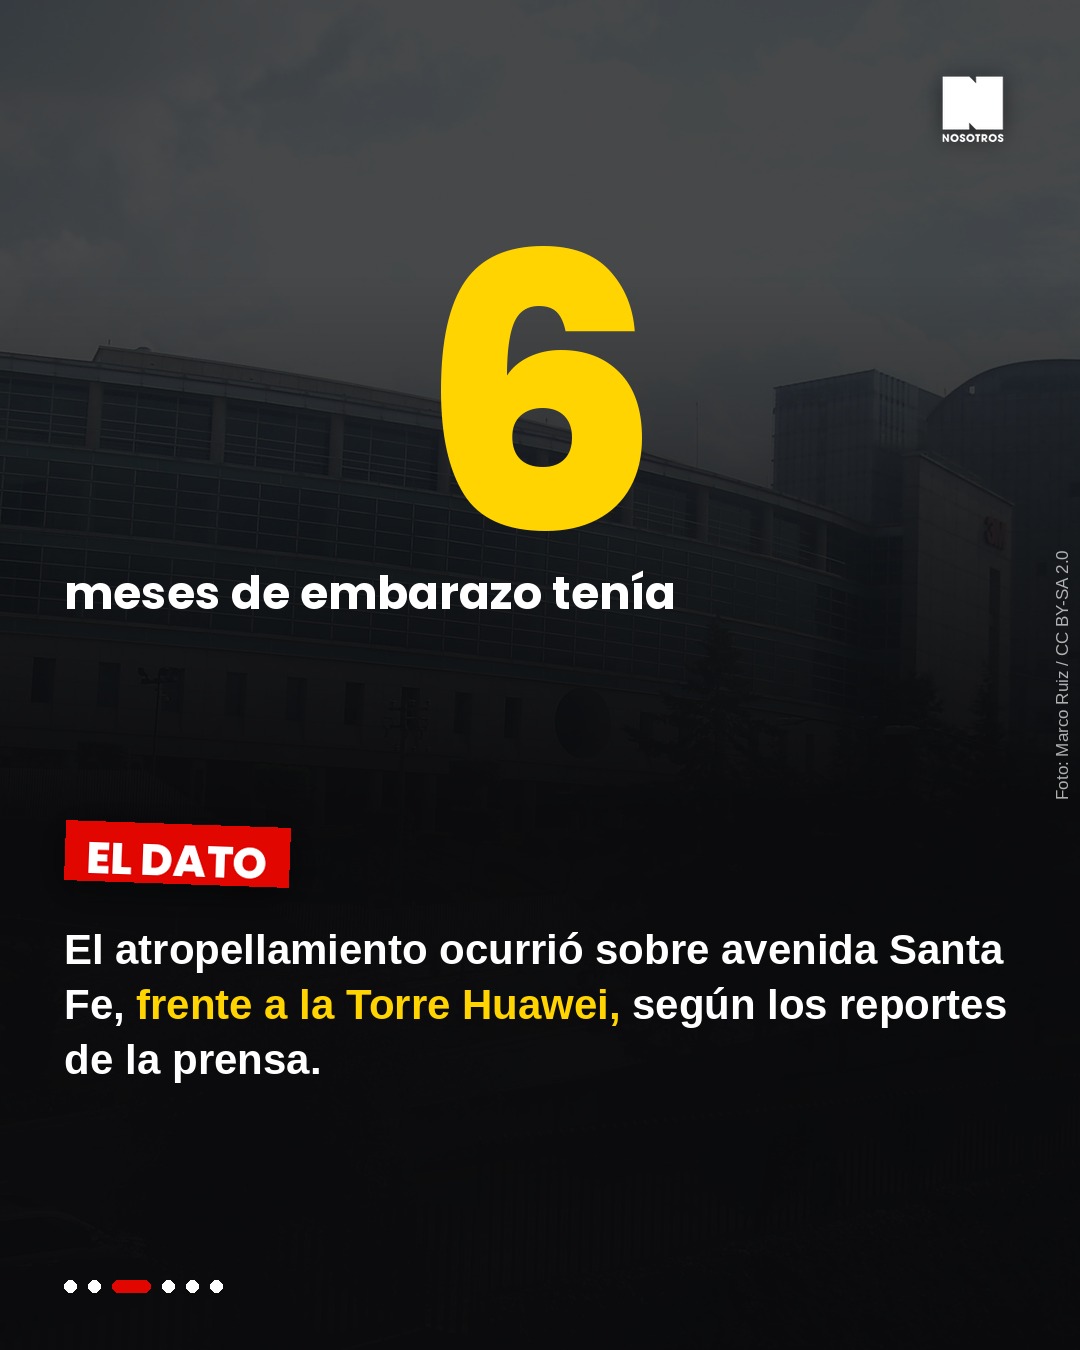 N
NOSOTROS
6
meses de embarazo tenía
Foto: Marco Ruiz / CC BY-SA 2.0
EL DATO
El atropellamiento ocurrió sobre avenida Santa
Fe, frente a la Torre Huawei, según los reportes
de la prensa.